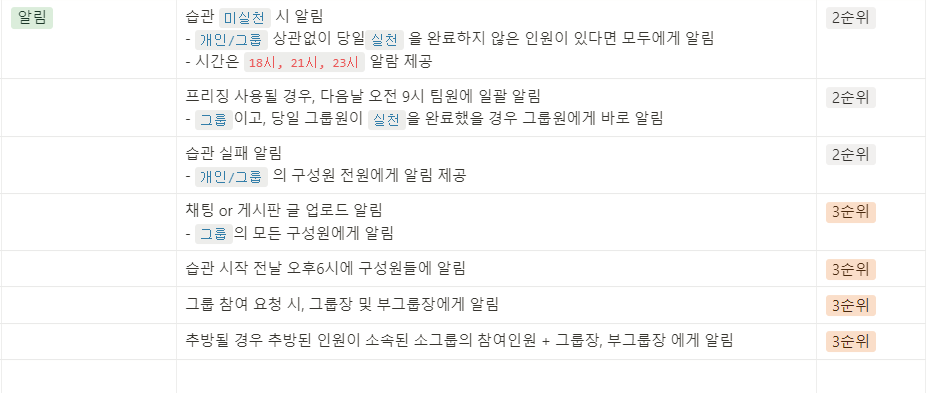 알림
습관 미실천 시 알림
2순위
- 개인/그룹 상관없이 당일 실천 을 완료하지 않은 인원이 있다면 모두에게 알림
- 시간은 18시, 21시, 23시 알람 제공
프리징 사용될 경우, 다음날 오전 9시 팀원에 일괄 알림
2순위
- 그룹 이고, 당일 그룹원이 실천 을 완료했을 경우 그룹원에게 바로 알림
습관 실패 알림
2순위
- 개인/그룹 의 구성원 전원에게 알림 제공
채팅 or 게시판 글 업로드 알림
3순위
- 그룹 의 모든 구성원에게 알림
습관 시작 전날 오후6시에 구성원들에 알림
3순위
그룹 참여 요청 시, 그룹장 및 부그룹장에게 알림
3순위
추방될 경우 추방된 인원이 소속된 소그룹의 참여인원 + 그룹장, 부그룹장 에게 알림
3순위